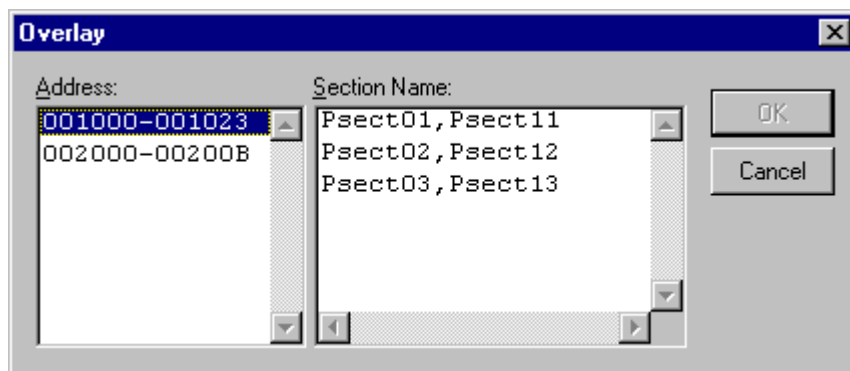 Overlay
Address:
001000-001023
002000-00200B
Section Name:
Psect01,Psect11
Psect02,Psect12
Psect03,Psect13
OK
Cancel